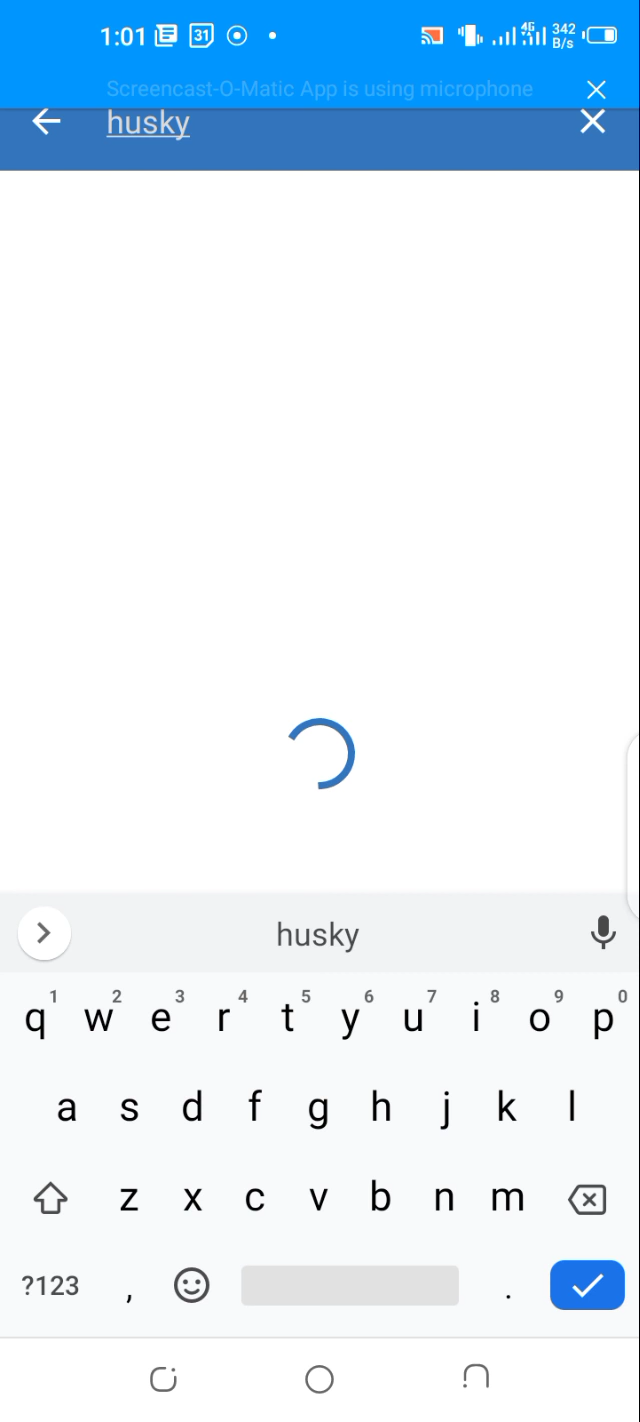 1:01 31 4G 342 B/s
Screencast-O-Matic App is using microphone
husky
husky
1 2 3 4 5 6 7 8 9 0
q w e r t y u i o p
a s d f g h j k l
z x c v b n m
?123 , .